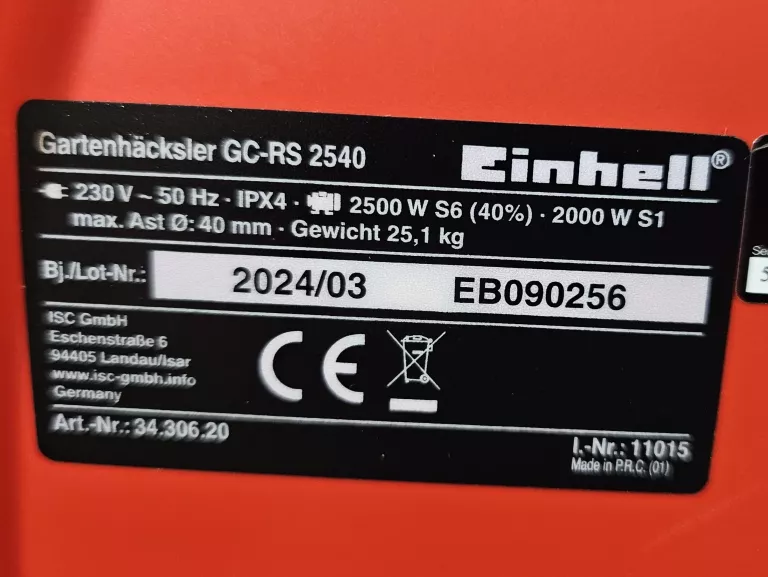 Gartenhäcksler GC-RS 2540
Einhell®
230 V ~ 50 Hz · IPX4 · 2500 W S6 (40%) · 2000 W S1
max. Ast Ø: 40 mm · Gewicht 25,1 kg
Bj./Lot-Nr.: 2024/03 EB090256
ISC GmbH
Eschenstraße 6
94405 Landau/Isar
www.isc-gmbh.info
Germany
CE
Art.-Nr.: 34.306.20
I.-Nr.: 11015
Made in P.R.C. (01)
Se
5